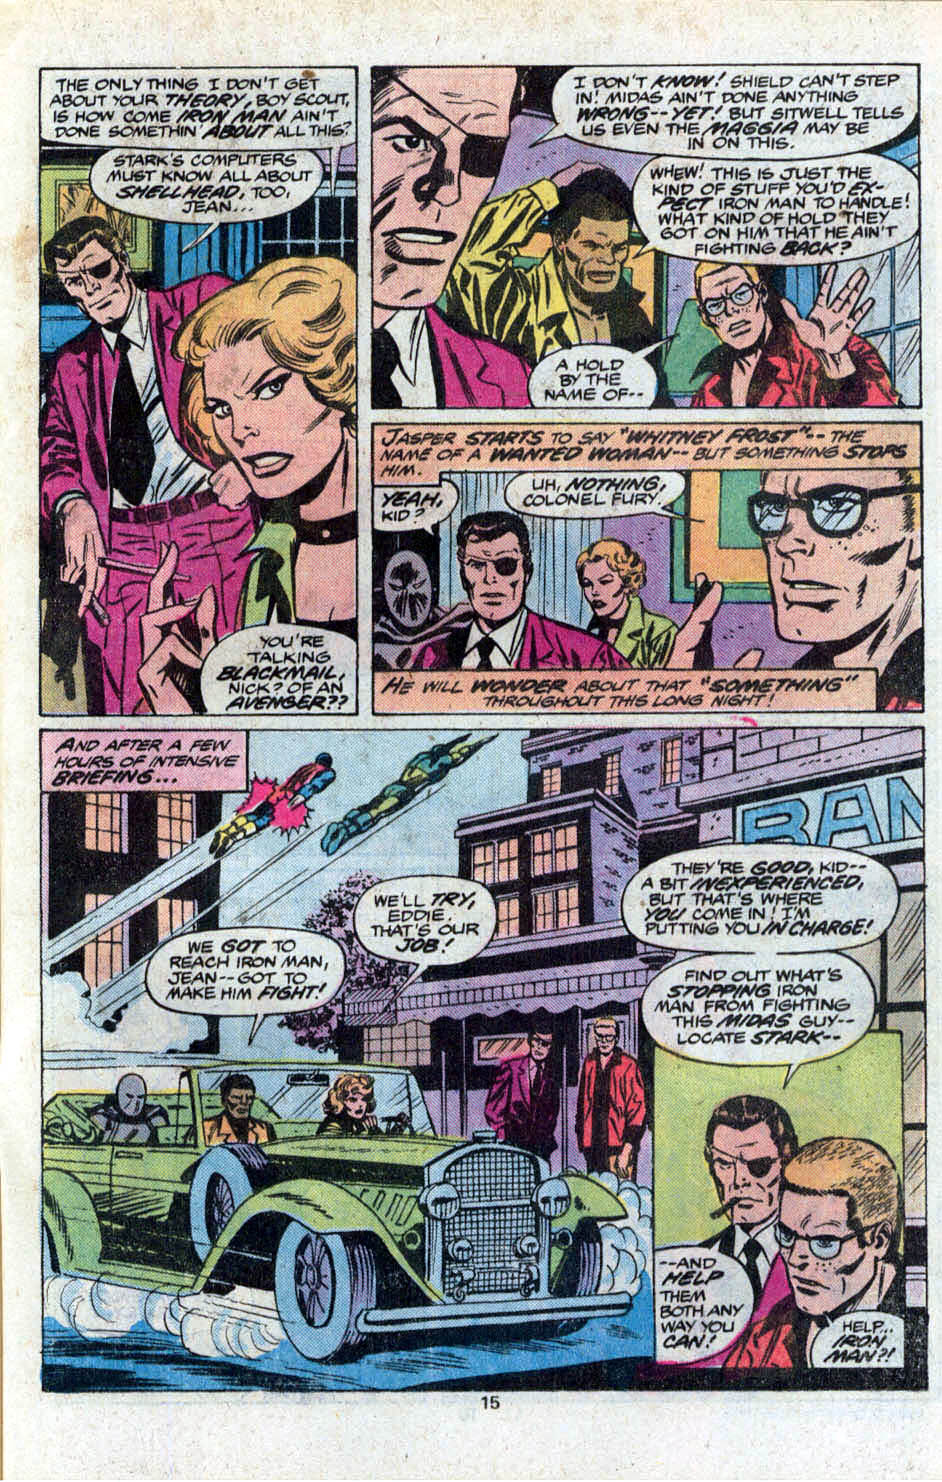 THE ONLY THING I DON'T GET
ABOUT YOUR THEORY, BOY SCOUT,
IS HOW COME IRON MAN AIN'T
DONE SOMETHIN' ABOUT ALL THIS?
STARK'S COMPUTERS
MUST KNOW ALL ABOUT
SHELLHEAD, TOO,
JEAN...
YOU'RE
TALKING
BLACKMAIL,
NICK? OF AN
AVENGER??
I DON'T KNOW! SHIELD CAN'T STEP
IN! MIDAS AIN'T DONE ANYTHING
WRONG--YET! BUT SITWELL TELLS
US EVEN THE MAGGIA MAY BE
IN ON THIS.
WHEW! THIS IS JUST THE
KIND OF STUFF YOU'D EX-
PECT IRON MAN TO HANDLE!
WHAT KIND OF HOLD THEY
GOT ON HIM THAT HE AIN'T
FIGHTING BACK?
A HOLD
BY THE
NAME OF--
JASPER STARTS TO SAY "WHITNEY FROST"-- THE
NAME OF A WANTED WOMAN-- BUT SOMETHING STOPS
HIM.
YEAH,
KID?
UH, NOTHING,
COLONEL FURY.
HE WILL WONDER ABOUT THAT "SOMETHING"
THROUGHOUT THIS LONG NIGHT!
AND AFTER A FEW
HOURS OF INTENSIVE
BRIEFING...
WE GOT TO
REACH IRON MAN,
JEAN--GOT TO
MAKE HIM FIGHT!
WE'LL TRY,
EDDIE.
THAT'S OUR
JOB!
BAN
THEY'RE GOOD, KID--
A BIT INEXPERIENCED,
BUT THAT'S WHERE
YOU COME IN! I'M
PUTTING YOU IN CHARGE!
FIND OUT WHAT'S
STOPPING IRON
MAN FROM FIGHTING
THIS MIDAS GUY--
LOCATE STARK--
--AND
HELP
THEM
BOTH ANY
WAY YOU
CAN!
HELP..
IRON
MAN?!
15